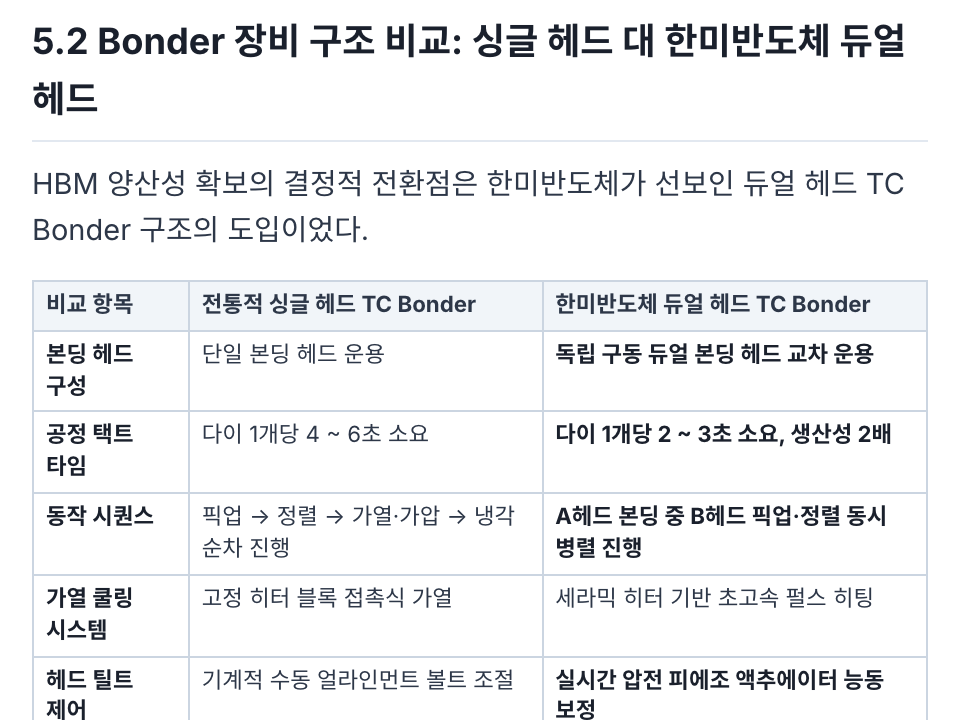 5.2 Bonder 장비 구조 비교: 싱글 헤드 대 한미반도체 듀얼
헤드
HBM 양산성 확보의 결정적 전환점은 한미반도체가 선보인 듀얼 헤드 TC
Bonder 구조의 도입이었다.
비교 항목
전통적 싱글 헤드 TC Bonder
한미반도체 듀얼 헤드 TC Bonder
본딩 헤드
구성
단일 본딩 헤드 운용
독립 구동 듀얼 본딩 헤드 교차 운용
공정 택트
타임
다이 1개당 4 ~ 6초 소요
다이 1개당 2 ~ 3초 소요, 생산성 2배
동작 시퀀스
픽업 → 정렬 → 가열·가압 → 냉각
순차 진행
A헤드 본딩 중 B헤드 픽업·정렬 동시
병렬 진행
가열 쿨링
시스템
고정 히터 블록 접촉식 가열
세라믹 히터 기반 초고속 펄스 히팅
헤드 틸트
제어
기계적 수동 얼라인먼트 볼트 조절
실시간 압전 피에조 액추에이터 능동
보정